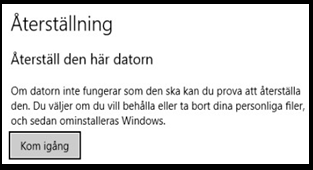 Återställning
Återställ den här datorn
Om datorn inte fungerar som den ska kan du prova att återställa
den. Du väljer om du vill behålla eller ta bort dina personliga filer,
och sedan ominstalleras Windows.
Kom igång